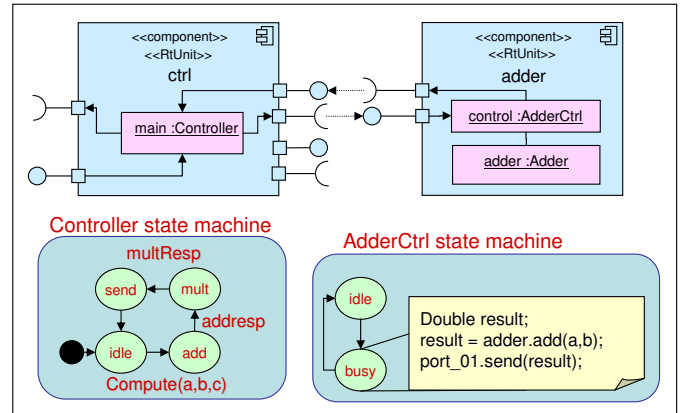 <<component>>
<<RtUnit>>
ctrl
main :Controller
<<component>>
<<RtUnit>>
adder
control :AdderCtrl
adder :Adder
Controller state machine
multResp
send
mult
addresp
idle
add
Compute(a,b,c)
AdderCtrl state machine
idle
busy
Double result;
result = adder.add(a,b);
port_01.send(result);